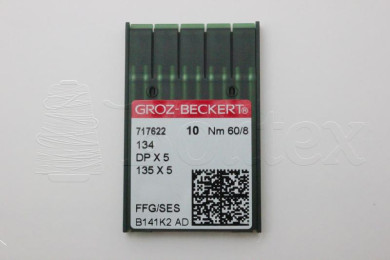 GROZ-BECKERT®
717622 10 Nm 60/8
134
DP X 5
135 X 5
FFG/SES
B141K2 AD